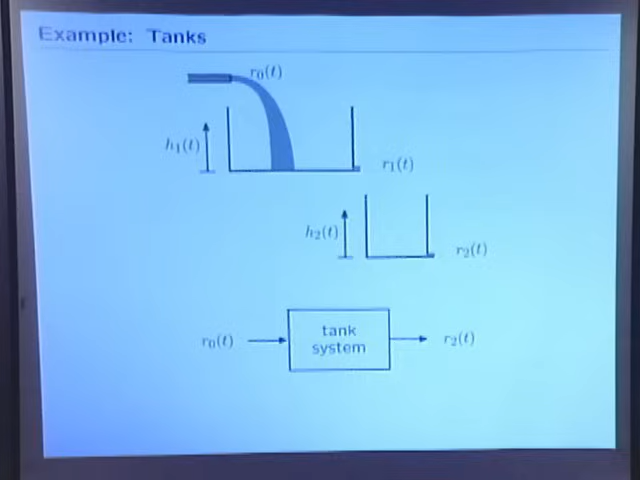 Example: Tanks
r₀(t)
h₁(t)
r₁(t)
h₂(t)
r₂(t)
r₀(t)
tank
system
r₂(t)